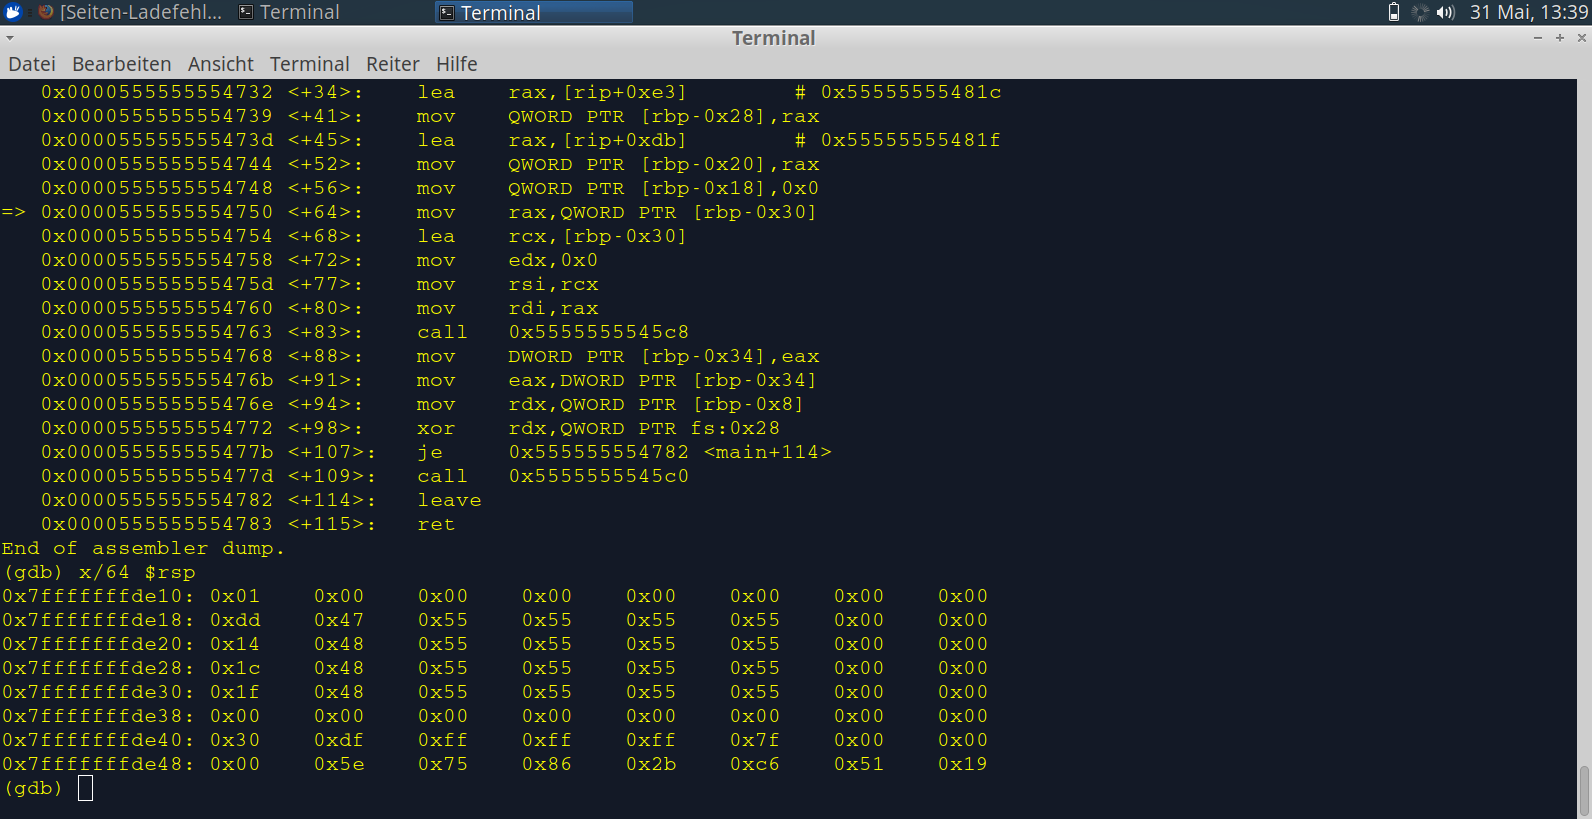 [Seiten-Ladefehl... Terminal Terminal 31 Mai, 13:39
Terminal
Datei Bearbeiten Ansicht Terminal Reiter Hilfe
0x0000555555554732 <+34>: lea rax,[rip+0xe3] # 0x55555555481c
0x0000555555554739 <+41>: mov QWORD PTR [rbp-0x28],rax
0x000055555555473d <+45>: lea rax,[rip+0xdb] # 0x55555555481f
0x0000555555554744 <+52>: mov QWORD PTR [rbp-0x20],rax
0x0000555555554748 <+56>: mov QWORD PTR [rbp-0x18],0x0
=> 0x0000555555554750 <+64>: mov rax,QWORD PTR [rbp-0x30]
0x0000555555554754 <+68>: lea rcx,[rbp-0x30]
0x0000555555554758 <+72>: mov edx,0x0
0x000055555555475d <+77>: mov rsi,rcx
0x0000555555554760 <+80>: mov rdi,rax
0x0000555555554763 <+83>: call 0x5555555545c8
0x0000555555554768 <+88>: mov DWORD PTR [rbp-0x34],eax
0x000055555555476b <+91>: mov eax,DWORD PTR [rbp-0x34]
0x000055555555476e <+94>: mov rdx,QWORD PTR [rbp-0x8]
0x0000555555554772 <+98>: xor rdx,QWORD PTR fs:0x28
0x000055555555477b <+107>: je 0x555555554782 <main+114>
0x000055555555477d <+109>: call 0x5555555545c0
0x0000555555554782 <+114>: leave
0x0000555555554783 <+115>: ret
End of assembler dump.
(gdb) x/64 $rsp
0x7fffffffde10: 0x01 0x00 0x00 0x00 0x00 0x00 0x00 0x00
0x7fffffffde18: 0xdd 0x47 0x55 0x55 0x55 0x55 0x00 0x00
0x7fffffffde20: 0x14 0x48 0x55 0x55 0x55 0x55 0x00 0x00
0x7fffffffde28: 0x1c 0x48 0x55 0x55 0x55 0x55 0x00 0x00
0x7fffffffde30: 0x1f 0x48 0x55 0x55 0x55 0x55 0x00 0x00
0x7fffffffde38: 0x00 0x00 0x00 0x00 0x00 0x00 0x00 0x00
0x7fffffffde40: 0x30 0xdf 0xff 0xff 0xff 0x7f 0x00 0x00
0x7fffffffde48: 0x00 0x5e 0x75 0x86 0x2b 0xc6 0x51 0x19
(gdb)